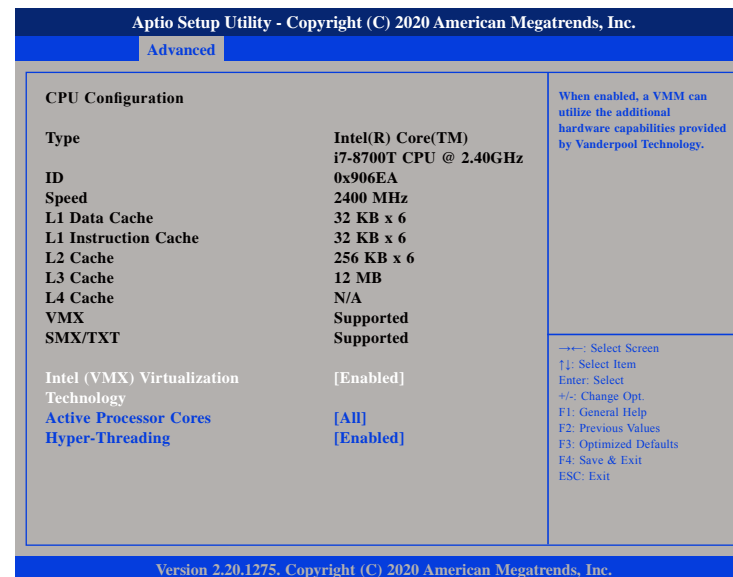 Aptio Setup Utility - Copyright (C) 2020 American Megatrends, Inc.
Advanced
CPU Configuration
Type Intel(R) Core(TM)
i7-8700T CPU @ 2.40GHz
ID 0x906EA
Speed 2400 MHz
L1 Data Cache 32 KB x 6
L1 Instruction Cache 32 KB x 6
L2 Cache 256 KB x 6
L3 Cache 12 MB
L4 Cache N/A
VMX Supported
SMX/TXT Supported
Intel (VMX) Virtualization [Enabled]
Technology
Active Processor Cores [All]
Hyper-Threading [Enabled]
When enabled, a VMM can
utilize the additional
hardware capabilities provided
by Vanderpool Technology.
→←: Select Screen
↑↓: Select Item
Enter: Select
+/-: Change Opt.
F1: General Help
F2: Previous Values
F3: Optimized Defaults
F4: Save & Exit
ESC: Exit
Version 2.20.1275. Copyright (C) 2020 American Megatrends, Inc.